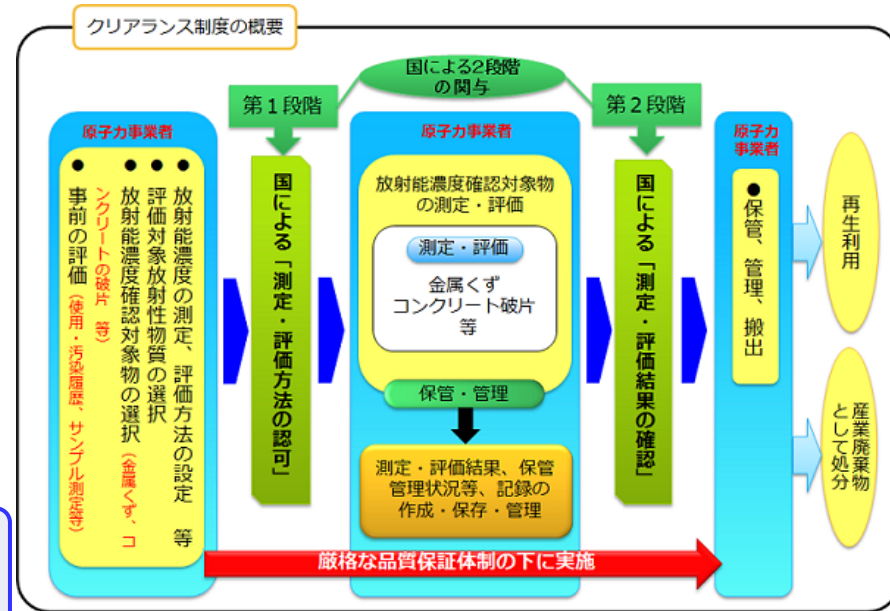 クリアランス制度の概要
国による2段階
の関与
第１段階
第２段階
原子力事業者
● 放射能濃度の測定、評価方法の設定　等
● 評価対象放射性物質の選択
● 放射能濃度確認対象物の選択（金属くず、コ
ンクリートの破片　等）
● 事前の評価（使用・汚染履歴、サンプル測定等）
国による「測定・評価方法の認可」
原子力事業者
放射能濃度確認対象物
の測定・評価
測定・評価
金属くず
コンクリート破片
等
保管・管理
測定・評価結果、保管
管理状況等、記録の
作成・保存・管理
国による「測定・評価結果の確認」
原子力
事業者
●保管、管理、搬出
再生利用
産業廃棄物
として処分
厳格な品質保証体制の下に実施